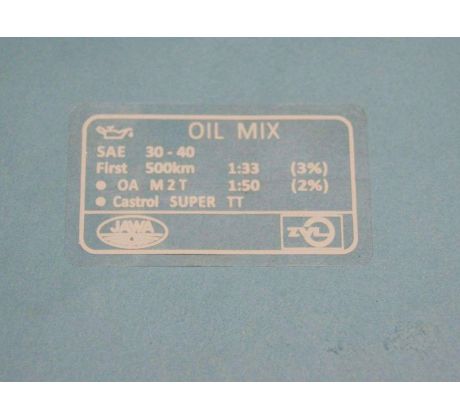 OIL MIX
SAE 30 - 40
First 500km 1:33 (3%)
● OA M2T 1:50 (2%)
● Castrol SUPER TT
JAWA ZVL